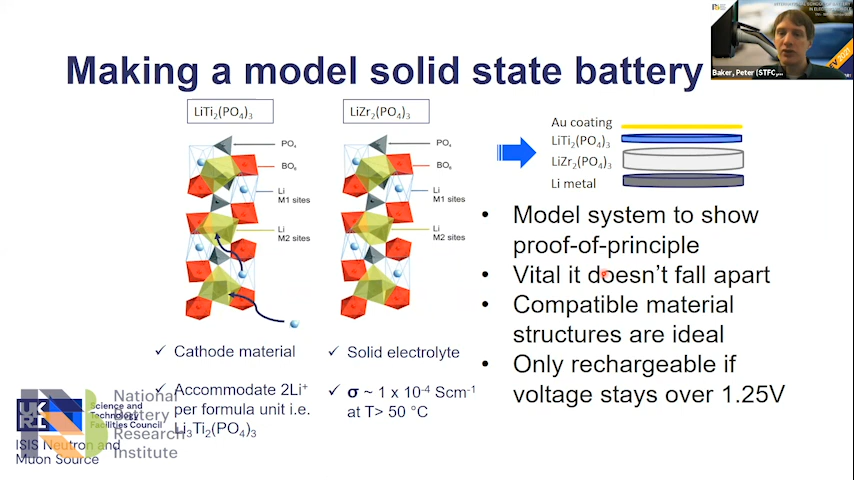 Making a model solid state battery
Baker, Peter (STFC,...
LiTi₂(PO₄)₃
LiZr₂(PO₄)₃
PO₄
BO₆
Li
M1 sites
Li
M2 sites
PO₄
BO₆
Li
M1 sites
Li
M2 sites
Au coating
LiTi₂(PO₄)₃
LiZr₂(PO₄)₃
Li metal
✓ Cathode material
✓ Accommodate 2Li⁺
per formula unit i.e.
Li₃Ti₂(PO₄)₃
✓ Solid electrolyte
✓ σ ~ 1 x 10⁻⁴ Scm⁻¹
at T> 50 °C
• Model system to show
proof-of-principle
• Vital it doesn't fall apart
• Compatible material
structures are ideal
• Only rechargeable if
voltage stays over 1.25V
UKRI
Science and
Technology
Facilities Council
ISIS Neutron and
Muon Source
National
Battery
Research
Institute